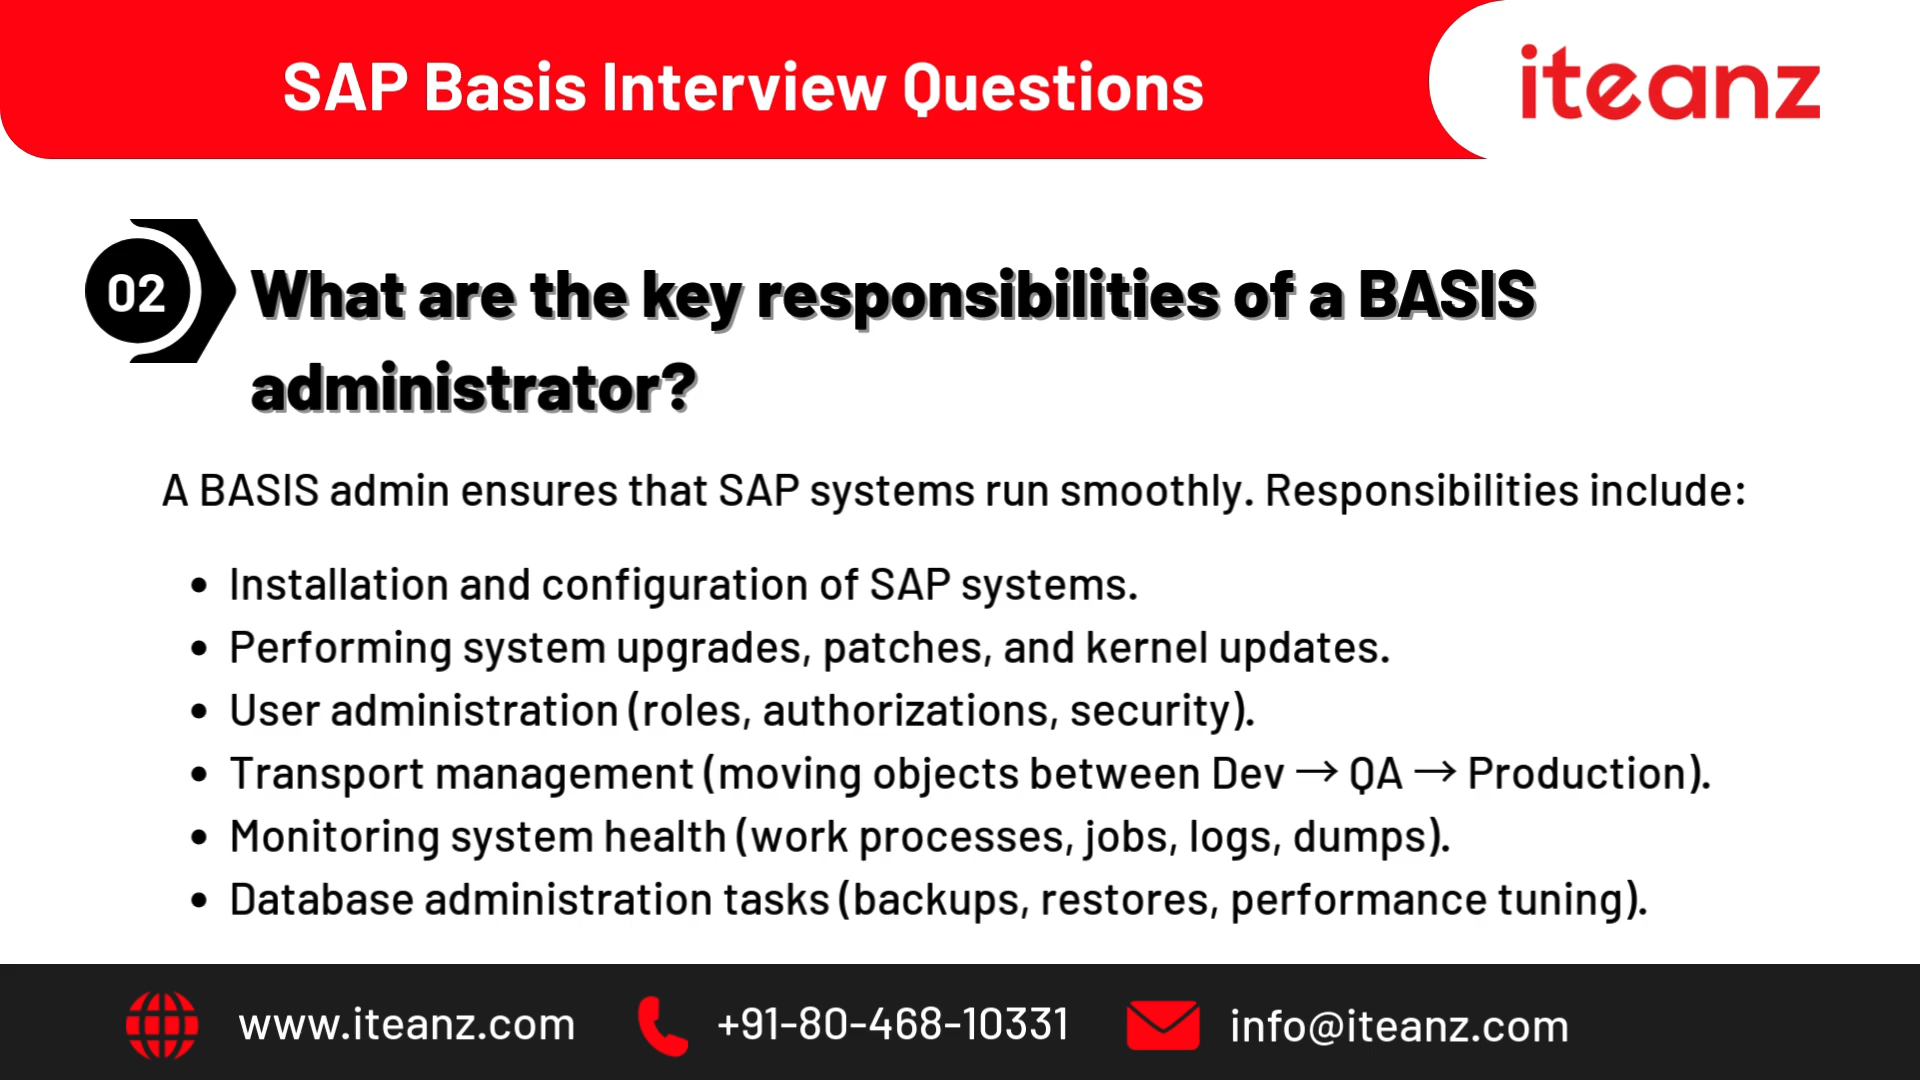 SAP Basis Interview Questions
iteanz
02
What are the key responsibilities of a BASIS
administrator?
A BASIS admin ensures that SAP systems run smoothly. Responsibilities include:
• Installation and configuration of SAP systems.
• Performing system upgrades, patches, and kernel updates.
• User administration (roles, authorizations, security).
• Transport management (moving objects between Dev → QA → Production).
• Monitoring system health (work processes, jobs, logs, dumps).
• Database administration tasks (backups, restores, performance tuning).
www.iteanz.com
+91-80-468-10331
info@iteanz.com